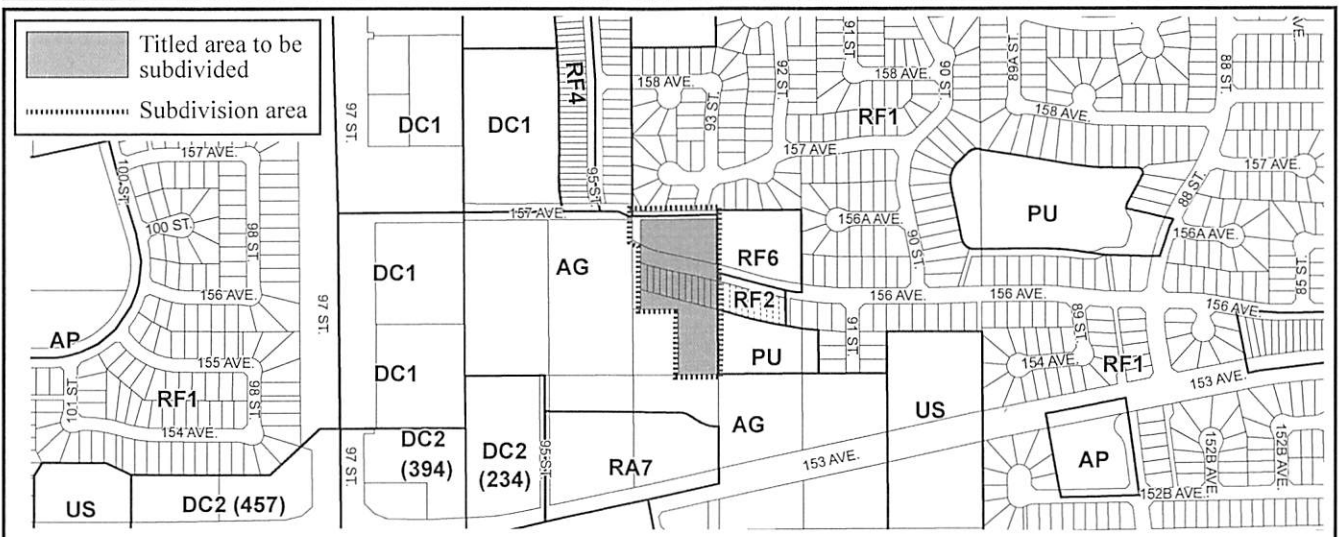 Titled area to be
subdivided
Subdivision area
97 ST.
DC1
DC1
RF4
95 ST.
158 AVE.
93 ST.
92 ST.
91 ST.
158 AVE.
RF1
90 ST.
89A ST.
158 AVE.
88 ST.
AVE.
157 AVE.
100 ST.
100 ST.
98 ST.
157 AVE.
157 AVE.
157 AVE.
88 ST.
PU
156A AVE.
156A AVE.
90 ST.
85 ST.
DC1
AG
RF6
RF2
97 ST.
156 AVE.
156 AVE.
156 AVE.
156 AVE.
AP
155 AVE.
DC1
PU
91 ST.
89 ST.
154 AVE.
RF1
153 AVE.
RF1
98 ST.
101 ST.
154 AVE.
US
AG
97 ST.
DC2
(394)
DC2
(234)
95 ST.
RA7
153 AVE.
AP
152B AVE.
152B AVE.
152B AVE.
US
DC2 (457)